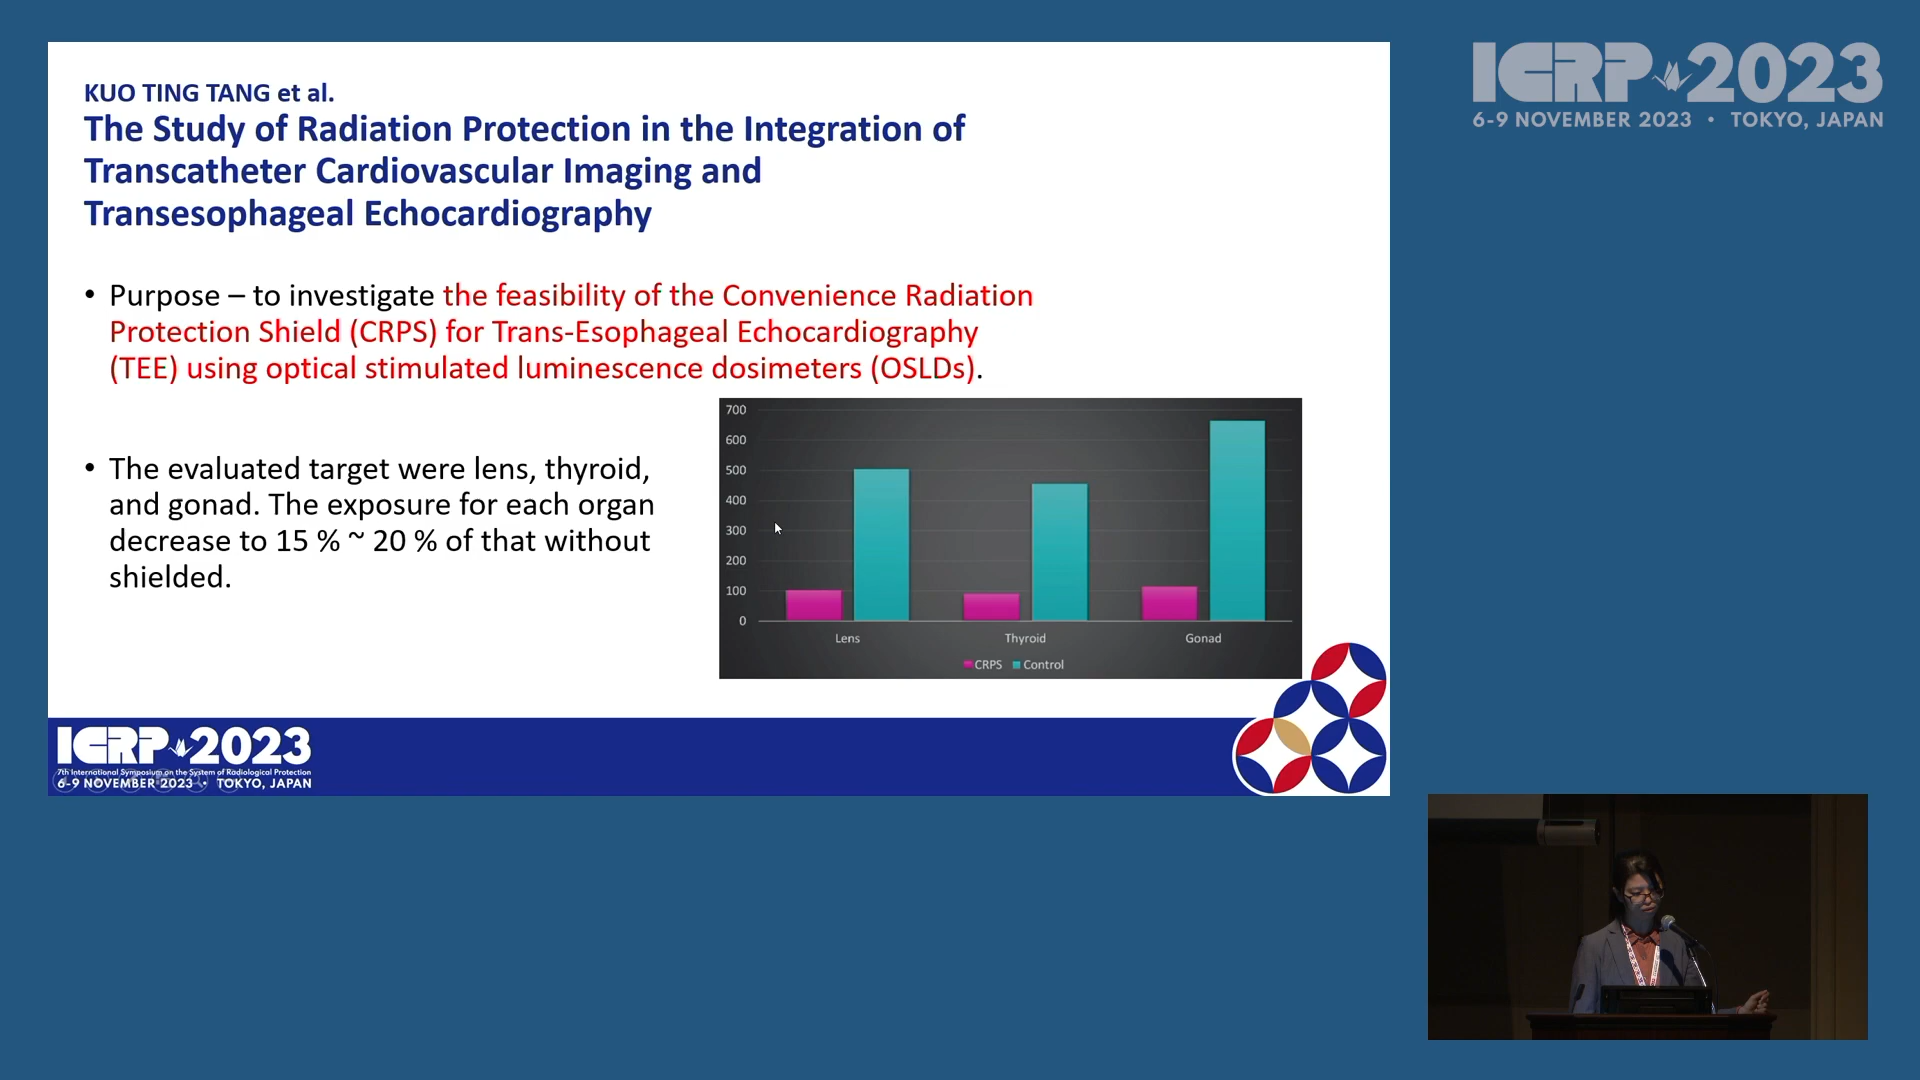 KUO TING TANG et al.
The Study of Radiation Protection in the Integration of
Transcatheter Cardiovascular Imaging and
Transesophageal Echocardiography
• Purpose – to investigate the feasibility of the Convenience Radiation
Protection Shield (CRPS) for Trans-Esophageal Echocardiography
(TEE) using optical stimulated luminescence dosimeters (OSLDs).
• The evaluated target were lens, thyroid,
and gonad. The exposure for each organ
decrease to 15 % ~ 20 % of that without
shielded.
700
600
500
400
300
200
100
0
Lens Thyroid Gonad
CRPS Control
ICRP 2023
7th International Symposium on the System of Radiological Protection
6-9 NOVEMBER 2023 • TOKYO, JAPAN
ICRP 2023
6-9 NOVEMBER 2023 • TOKYO, JAPAN